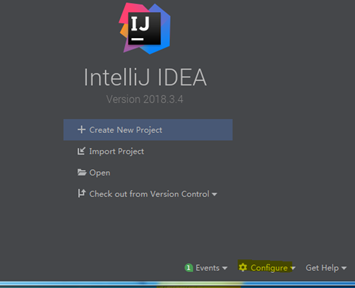 IJ
IntelliJ IDEA
Version 2018.3.4
Create New Project
Import Project
Open
Check out from Version Control
1 Events Configure Get Help